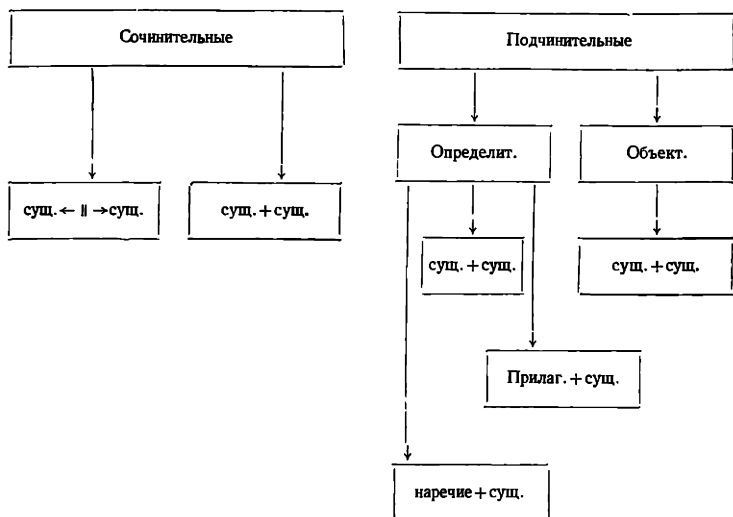 Сочинительные
Подчинительные
Определит.
Объект.
сущ.← || →сущ.
сущ. + сущ.
сущ. + сущ.
сущ. + сущ.
Прилаг. + сущ.
наречие + сущ.